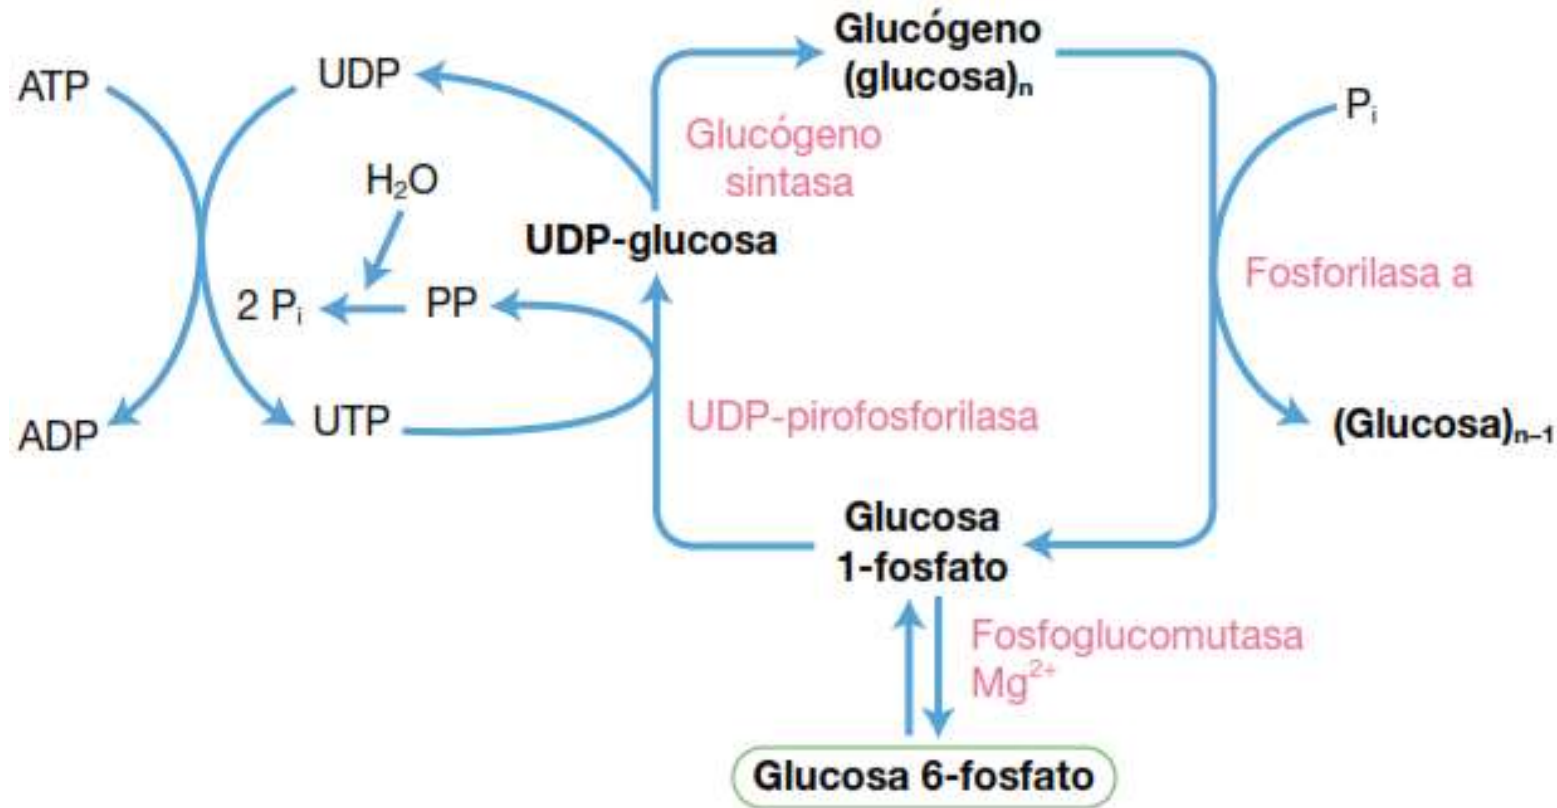 Glucógeno
(glucosa)ₙ
ATP
UDP
Pᵢ
Glucógeno
sintasa
H₂O
UDP-glucosa
Fosforilasa a
2 Pᵢ
PP
UTP
UDP-pirofosforilasa
ADP
(Glucosa)ₙ₋₁
Glucosa
1-fosfato
Fosfoglucomutasa
Mg²⁺
Glucosa 6-fosfato